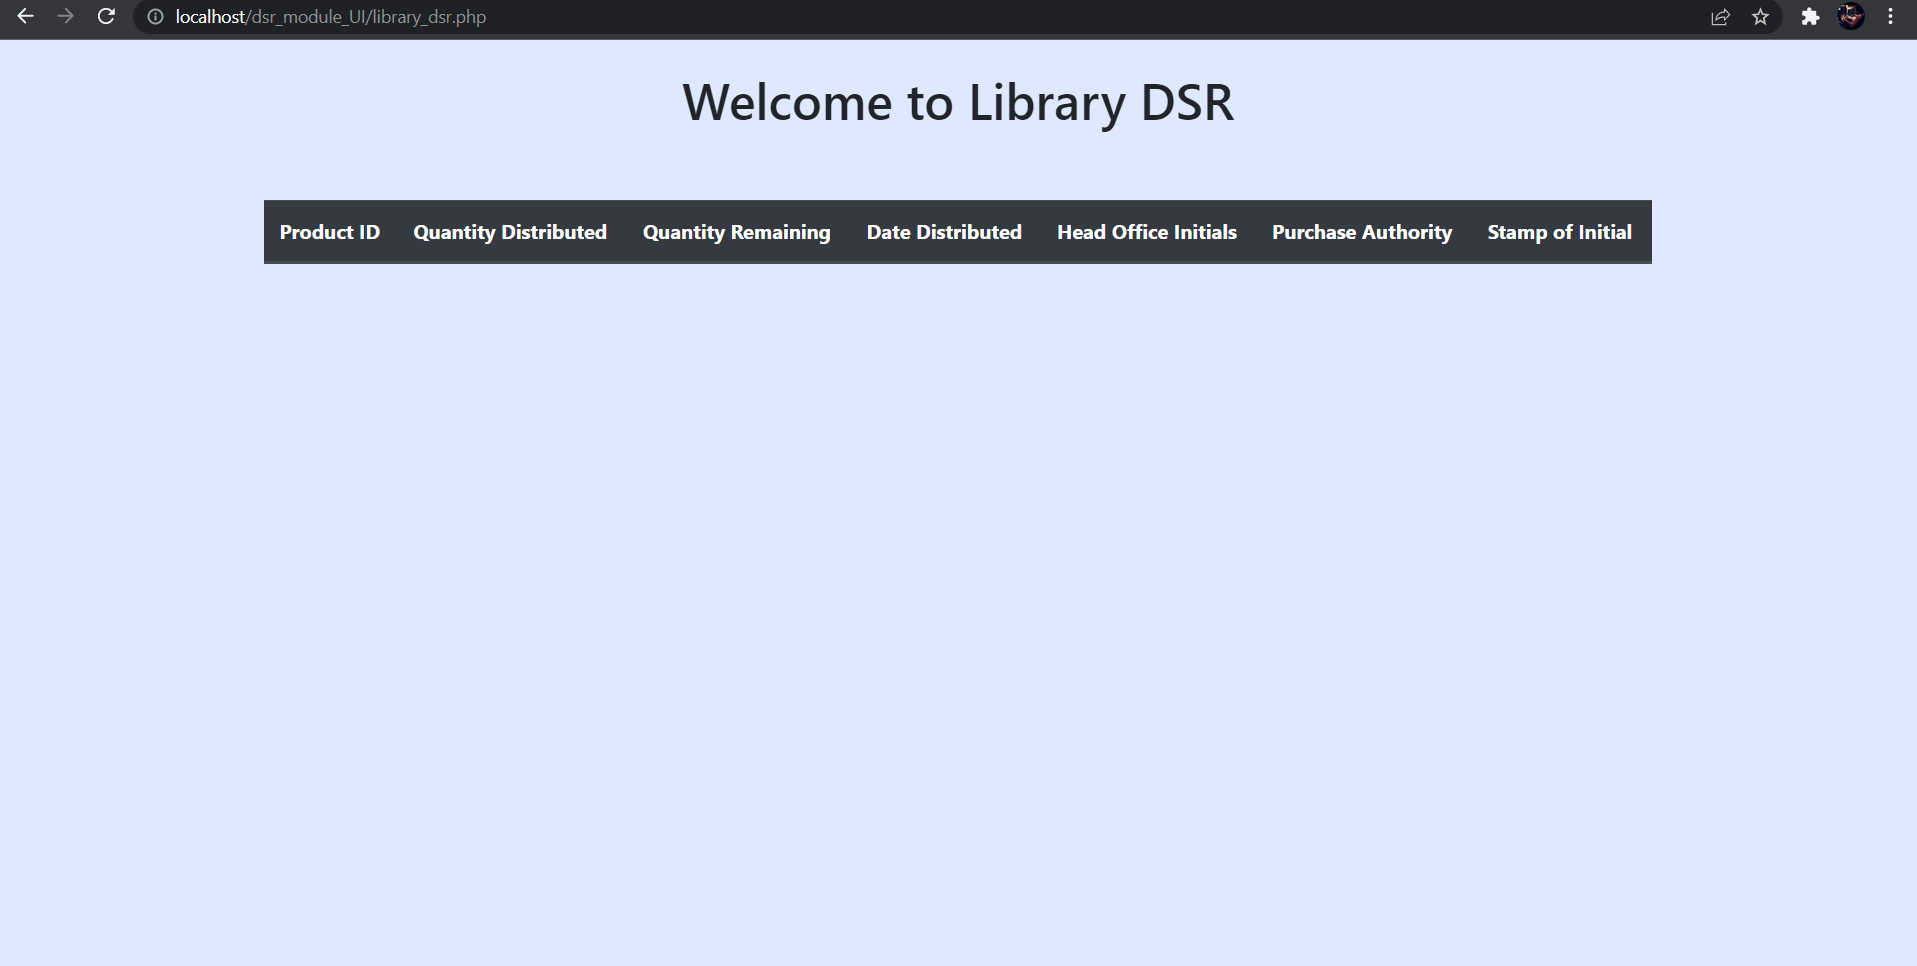 localhost/dsr_module_UI/library_dsr.php
Welcome to Library DSR
Product ID Quantity Distributed Quantity Remaining Date Distributed Head Office Initials Purchase Authority Stamp of Initial